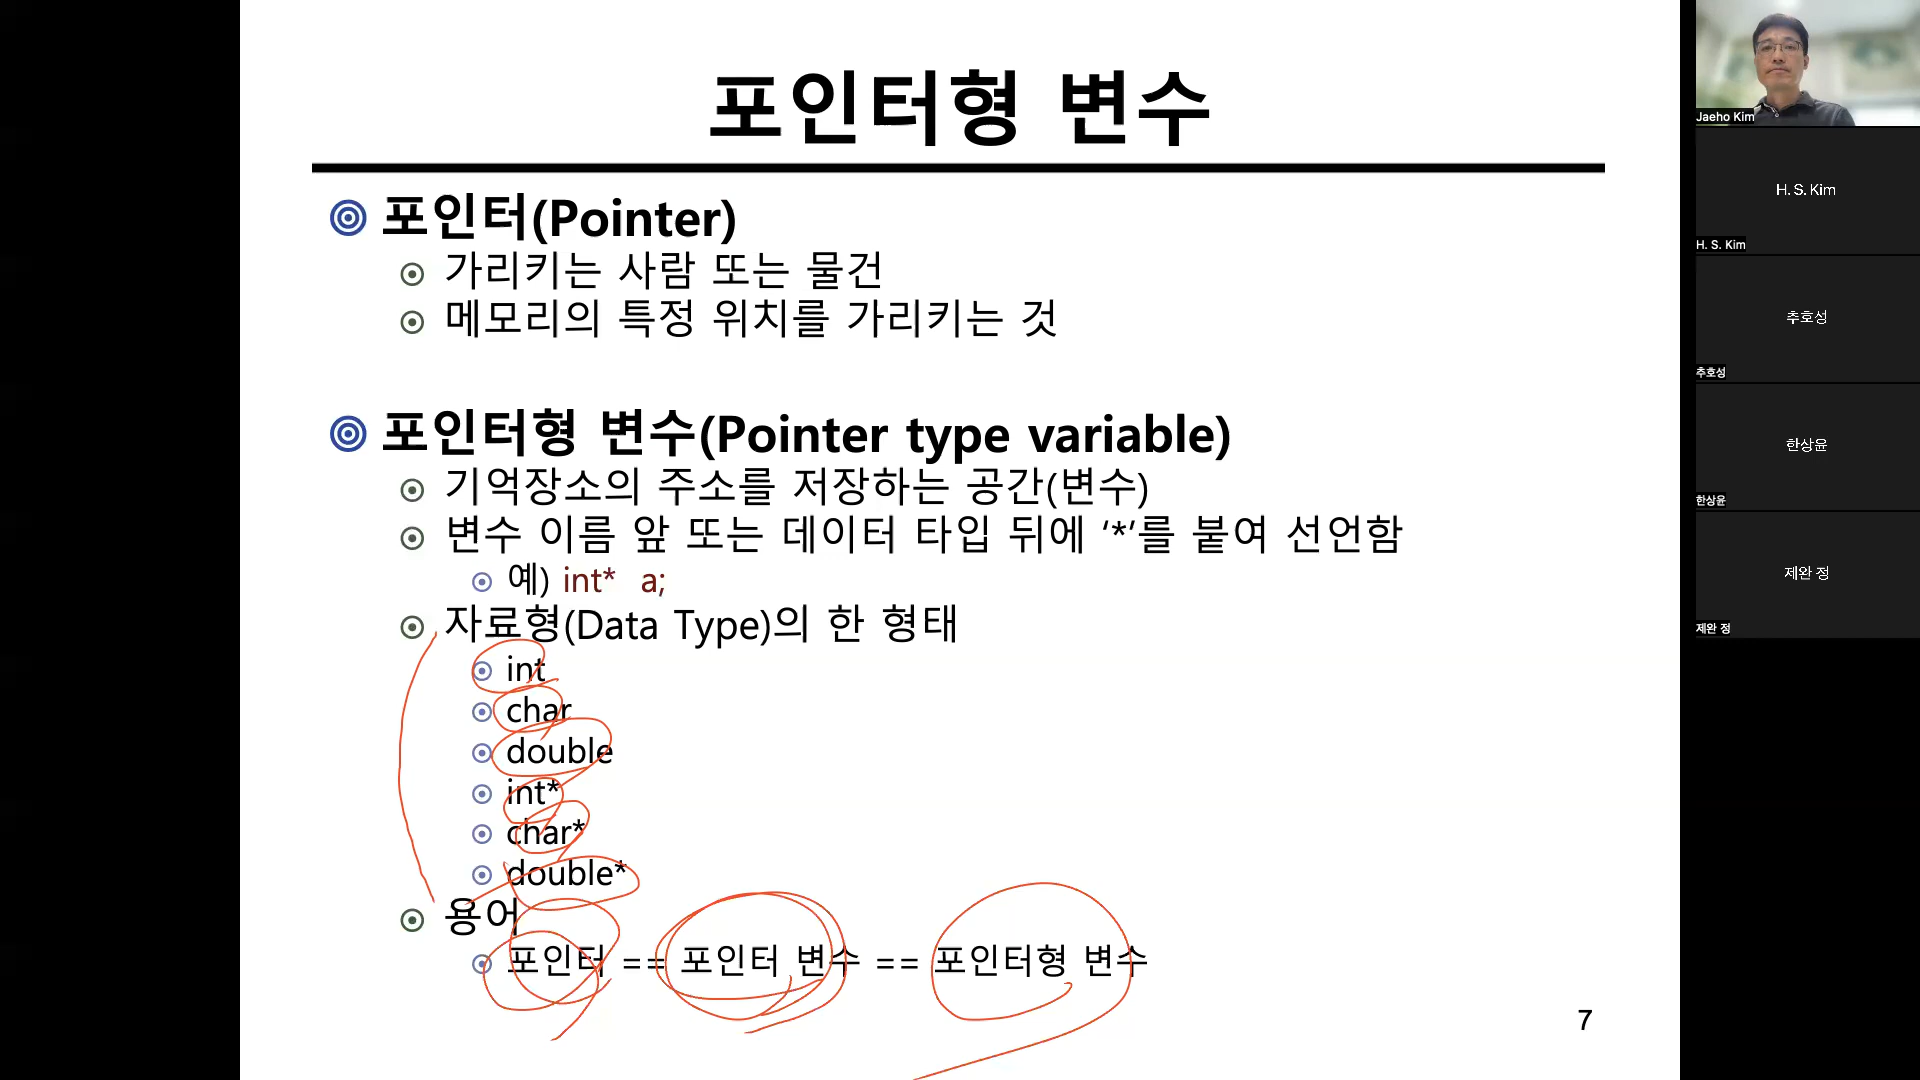 포인터형 변수
포인터(Pointer)
가리키는 사람 또는 물건
메모리의 특정 위치를 가리키는 것
포인터형 변수(Pointer type variable)
기억장소의 주소를 저장하는 공간(변수)
변수 이름 앞 또는 데이터 타입 뒤에 ‘*’를 붙여 선언함
예) int* a;
자료형(Data Type)의 한 형태
int
char
double
int*
char*
double*
용어
포인터 == 포인터 변수 == 포인터형 변수
7
Jaeho Kim
H. S. Kim
H. S. Kim
추호성
추호성
한상윤
한상윤
제완 정
제완 정